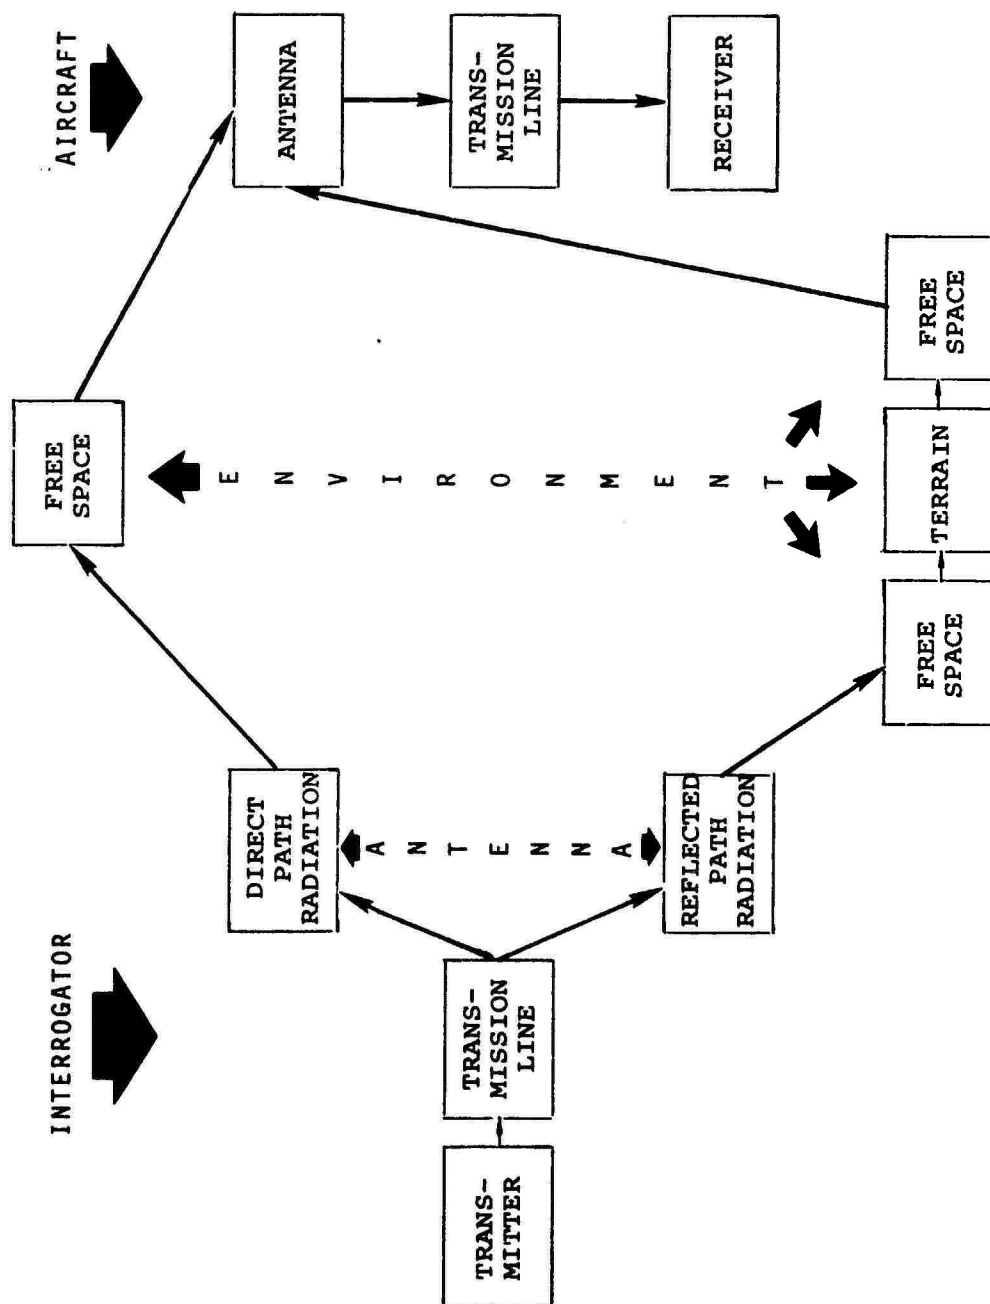 INTERROGATOR
AIRCRAFT
TRANS-
MITTER
TRANS-
MISSION
LINE
DIRECT
PATH
RADIATION
ANTENNA
REFLECTED
PATH
RADIATION
FREE
SPACE
ENVIRONMENT
FREE
SPACE
TERRAIN
FREE
SPACE
ANTENNA
TRANS-
MISSION
LINE
RECEIVER